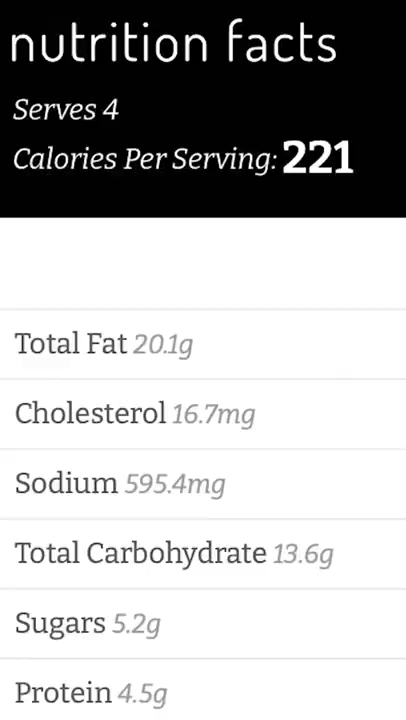 nutrition facts
Serves 4
Calories Per Serving: 221
Total Fat 20.1g
Cholesterol 16.7mg
Sodium 595.4mg
Total Carbohydrate 13.6g
Sugars 5.2g
Protein 4.5g